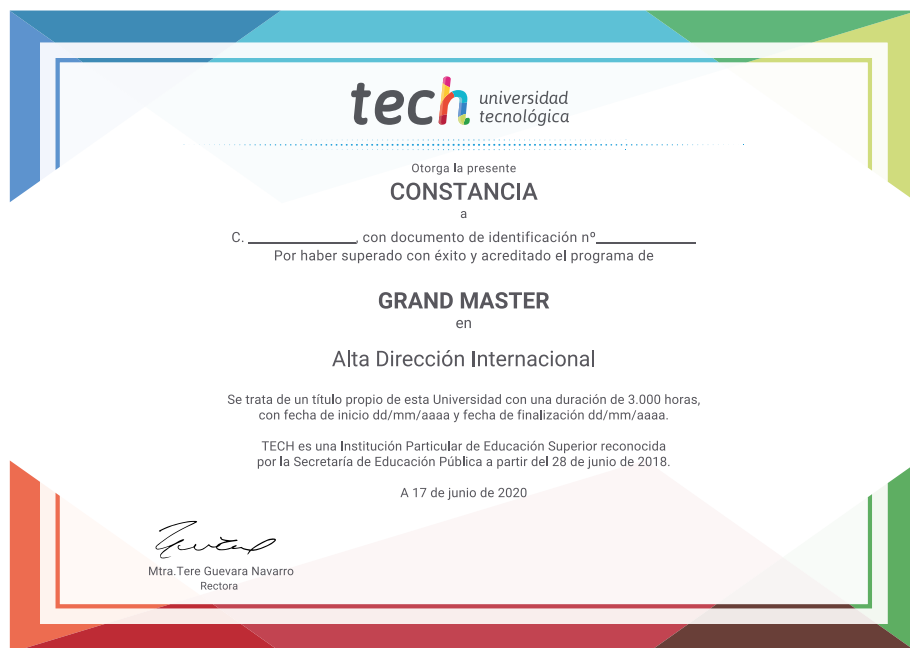 tech universidad
tecnológica
Otorga la presente
CONSTANCIA
a
C. ______________, con documento de identificación nº_____________
Por haber superado con éxito y acreditado el programa de
GRAND MASTER
en
Alta Dirección Internacional
Se trata de un título propio de esta Universidad con una duración de 3.000 horas,
con fecha de inicio dd/mm/aaaa y fecha de finalización dd/mm/aaaa.
TECH es una Institución Particular de Educación Superior reconocida
por la Secretaría de Educación Pública a partir del 28 de junio de 2018.
A 17 de junio de 2020
Mtra.Tere Guevara Navarro
Rectora